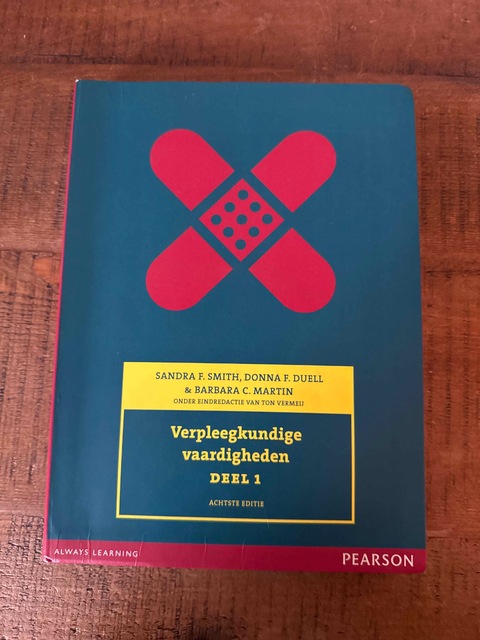 SANDRA F. SMITH, DONNA F. DUELL
& BARBARA C. MARTIN
ONDER EINDREDACTIE VAN TON VERMEIJ
Verpleegkundige
vaardigheden
DEEL 1
ACHTSTE EDITIE
ALWAYS LEARNING
PEARSON